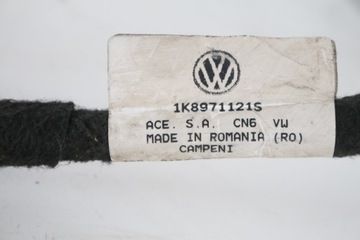 1K8971121S
ACE. S.A. CN6 VW
MADE IN ROMANIA (RO)
CAMPENI